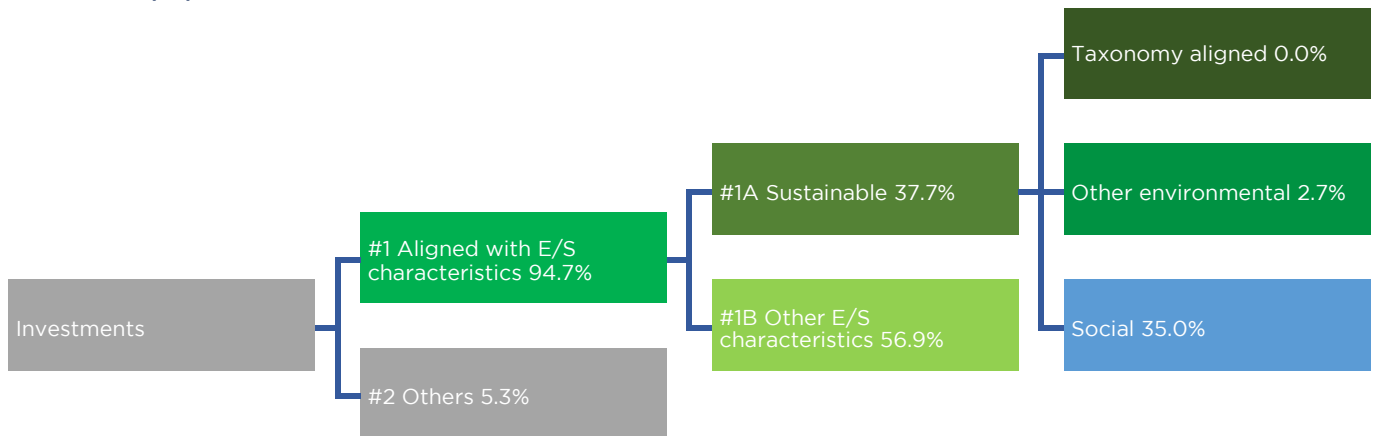 Investments
#1 Aligned with E/S
characteristics 94.7%
#2 Others 5.3%
#1A Sustainable 37.7%
#1B Other E/S
characteristics 56.9%
Taxonomy aligned 0.0%
Other environmental 2.7%
Social 35.0%